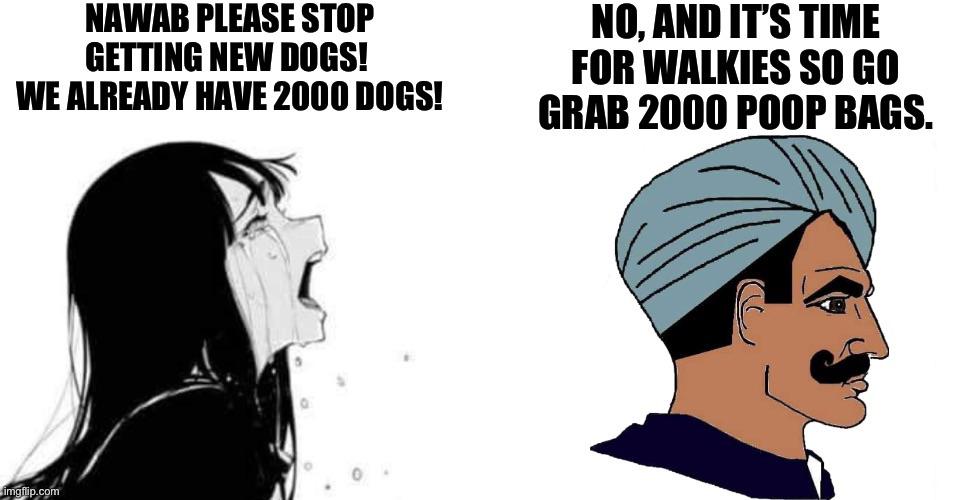 NAWAB PLEASE STOP
GETTING NEW DOGS!
WE ALREADY HAVE 2000 DOGS!
NO, AND IT’S TIME
FOR WALKIES SO GO
GRAB 2000 POOP BAGS.
imgflip.com